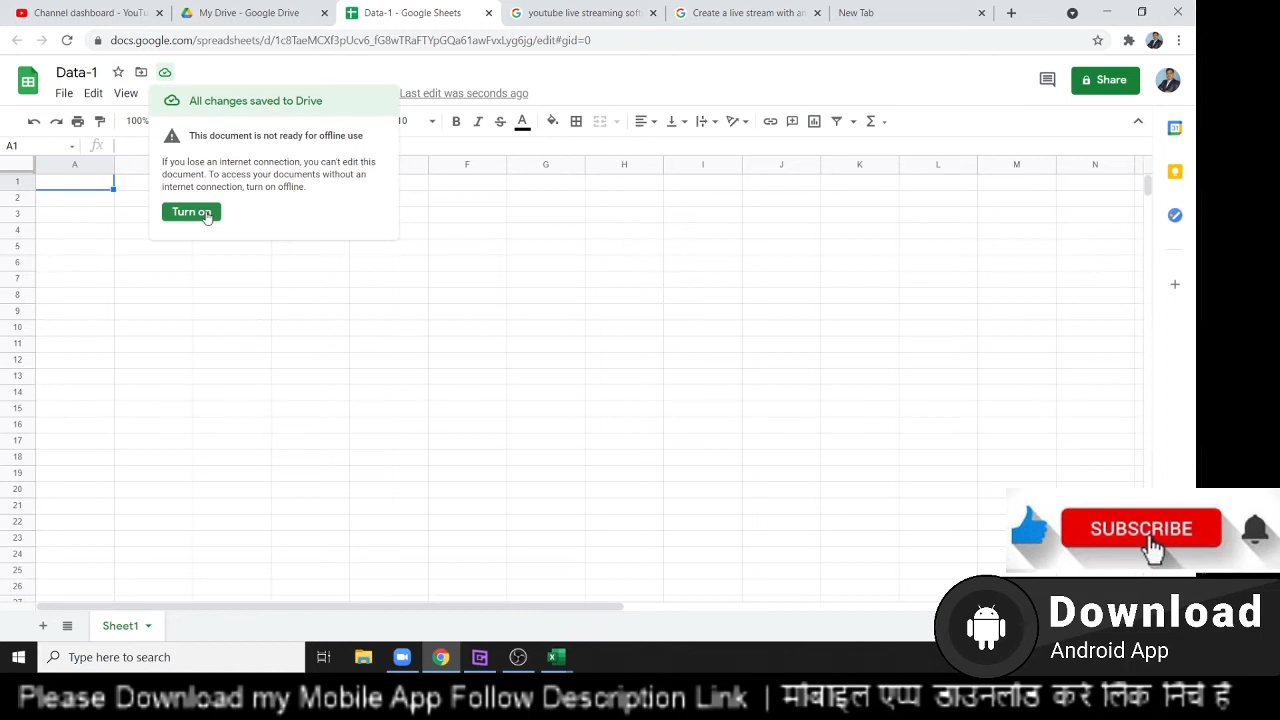 Channel dashboard - YouTu
My Drive - Google Drive
Data-1 - Google Sheets
youtube live streaming soft
Create a live stream with an
New Tab
docs.google.com/spreadsheets/d/1c8TaeMCXf3pUcv6_fG8wTRaFTYpGQa61awFvxLyg6jg/edit#gid=0
Data-1
Share
File Edit View
Last edit was seconds ago
All changes saved to Drive
100%
10
B I S A
This document is not ready for offline use
A1
fx
If you lose an internet connection, you can't edit this
document. To access your documents without an
internet connection, turn on offline.
Turn on
A F G H I J K L M N
1
2
3
4
5
6
7
8
9
10
11
12
13
14
15
16
17
18
19
20
21
22
23
24
25
26
27
SUBSCRIBE
Download
Android App
Sheet1
Type here to search
Please Download my Mobile App Follow Description Link | मोबाइल एप्प डाउनलोड करे लिंक निचे हैं